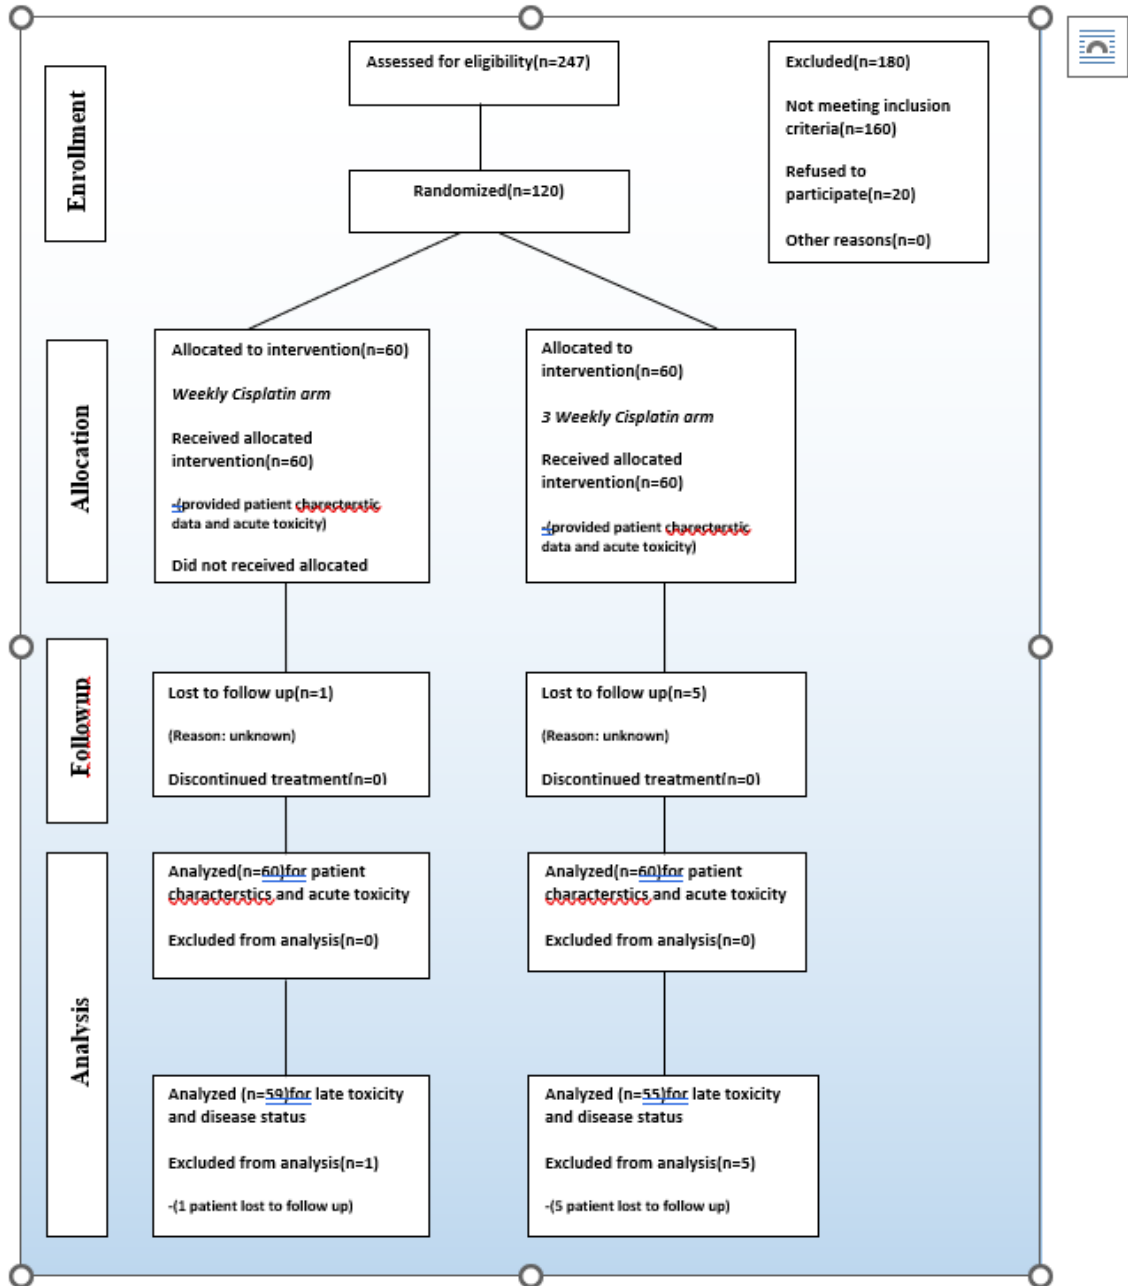 Enrollment
Assessed for eligibility(n=247)
Randomized(n=120)
Excluded(n=180)
Not meeting inclusion
criteria(n=160)
Refused to
participate(n=20)
Other reasons(n=0)
Allocation
Allocated to intervention(n=60)
Weekly Cisplatin arm
Received allocated
intervention(n=60)
-(provided patient charecterstic
data and acute toxicity)
Did not received allocated
Allocated to
intervention(n=60)
3 Weekly Cisplatin arm
Received allocated
intervention(n=60)
-(provided patient charecterstic
data and acute toxicity)
Followup
Lost to follow up(n=1)
(Reason: unknown)
Discontinued treatment(n=0)
Lost to follow up(n=5)
(Reason: unknown)
Discontinued treatment(n=0)
Analysis
Analyzed(n=60)for patient
characterstics and acute toxicity
Excluded from analysis(n=0)
Analyzed(n=60)for patient
characterstics and acute toxicity
Excluded from analysis(n=0)
Analyzed (n=59)for late toxicity
and disease status
Excluded from analysis(n=1)
-(1 patient lost to follow up)
Analyzed (n=55)for late toxicity
and disease status
Excluded from analysis(n=5)
-(5 patient lost to follow up)